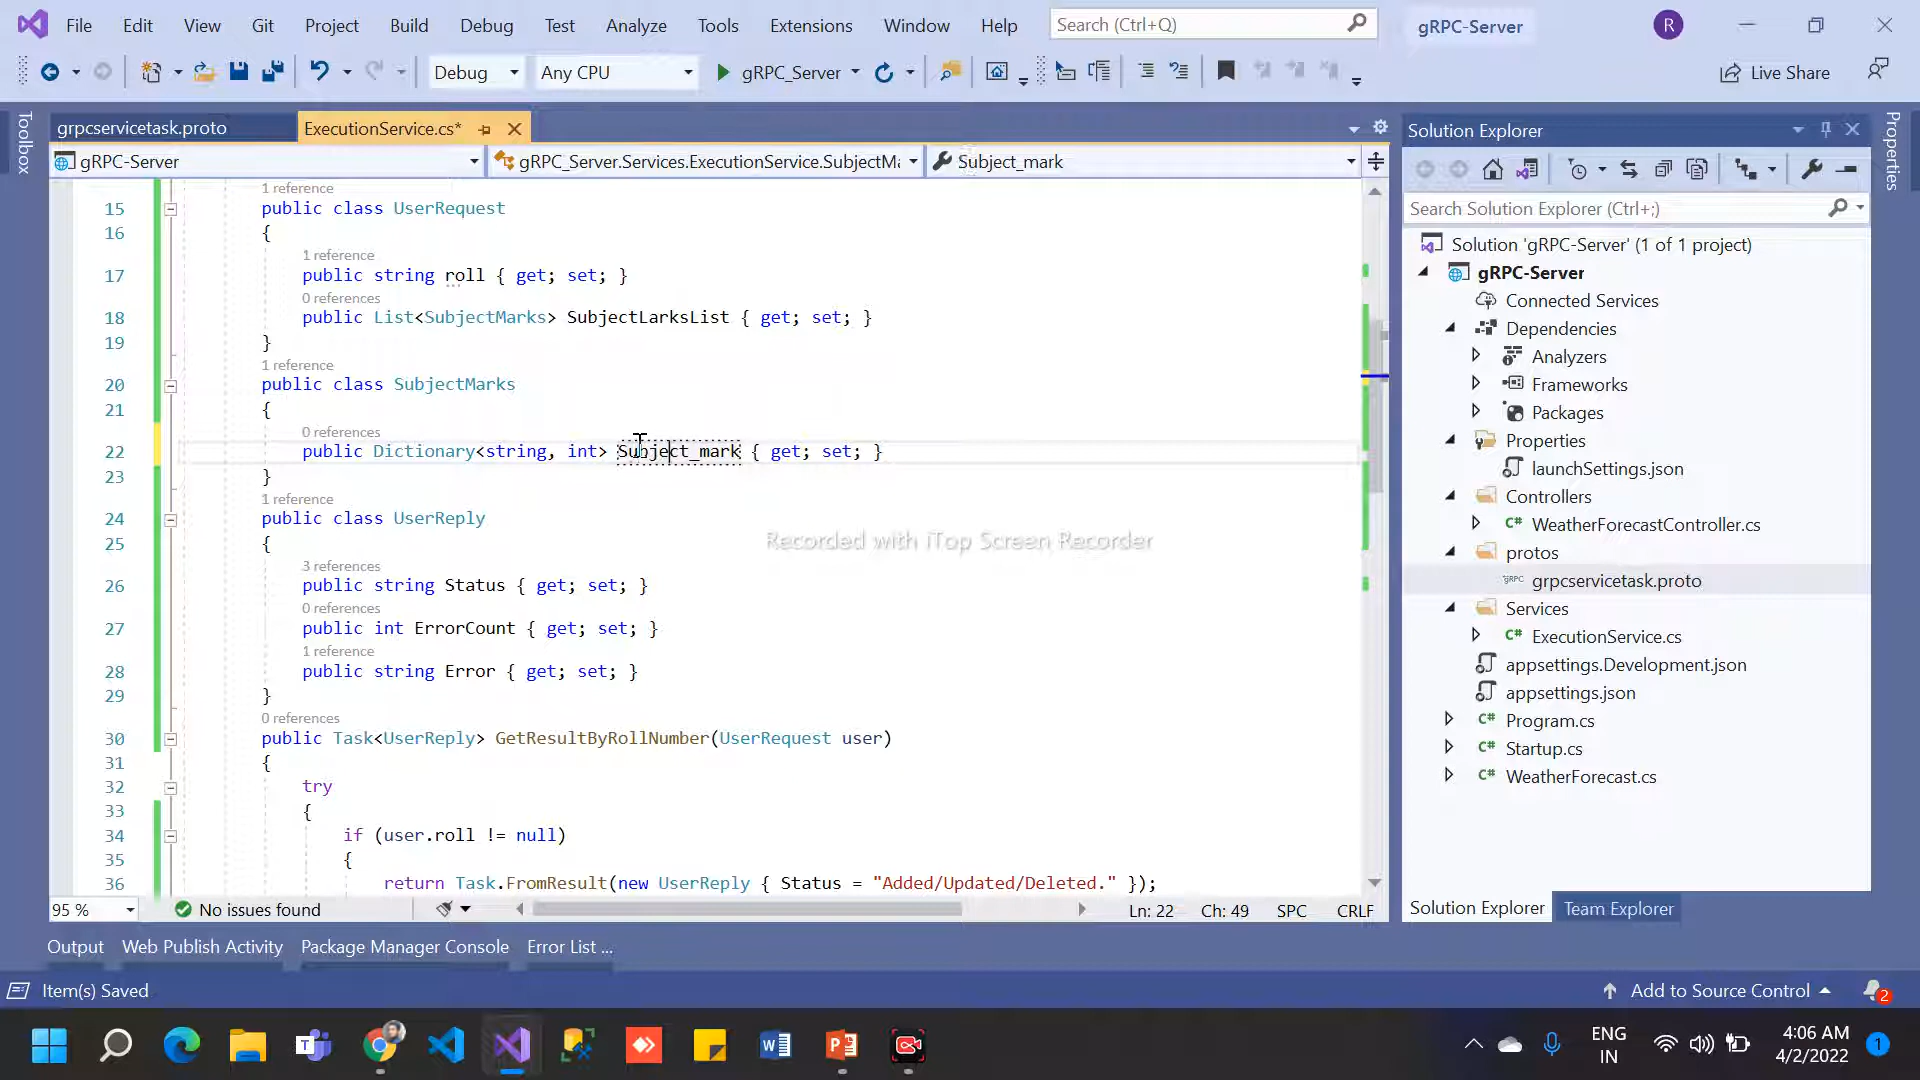 File Edit View Git Project Build Debug Test Analyze Tools Extensions Window Help Search (Ctrl+Q) gRPC-Server R
Debug Any CPU gRPC_Server Live Share
Toolbox
grpcservicetask.proto ExecutionService.cs*
gRPC-Server gRPC_Server.Services.ExecutionService.SubjectMa Subject_mark
1 reference
15 public class UserRequest
16 {
1 reference
17 public string roll { get; set; }
0 references
18 public List<SubjectMarks> SubjectLarksList { get; set; }
19 }
1 reference
20 public class SubjectMarks
21 {
0 references
22 public Dictionary<string, int> Subject_mark { get; set; }
23 }
1 reference
24 public class UserReply
25 {
3 references
26 public string Status { get; set; }
0 references
27 public int ErrorCount { get; set; }
1 reference
28 public string Error { get; set; }
29 }
0 references
30 public Task<UserReply> GetResultByRollNumber(UserRequest user)
31 {
32 try
33 {
34 if (user.roll != null)
35 {
36 return Task.FromResult(new UserReply { Status = "Added/Updated/Deleted." });
Recorded with iTop Screen Recorder
95 % No issues found Ln: 22 Ch: 49 SPC CRLF
Solution Explorer
Search Solution Explorer (Ctrl+;)
Solution 'gRPC-Server' (1 of 1 project)
gRPC-Server
Connected Services
Dependencies
Analyzers
Frameworks
Packages
Properties
launchSettings.json
Controllers
C# WeatherForecastController.cs
protos
gRPC grpcservicetask.proto
Services
C# ExecutionService.cs
appsettings.Development.json
appsettings.json
C# Program.cs
C# Startup.cs
C# WeatherForecast.cs
Solution Explorer Team Explorer
Properties
Output Web Publish Activity Package Manager Console Error List ...
Item(s) Saved Add to Source Control 2
ENG
IN
4:06 AM
4/2/2022
1